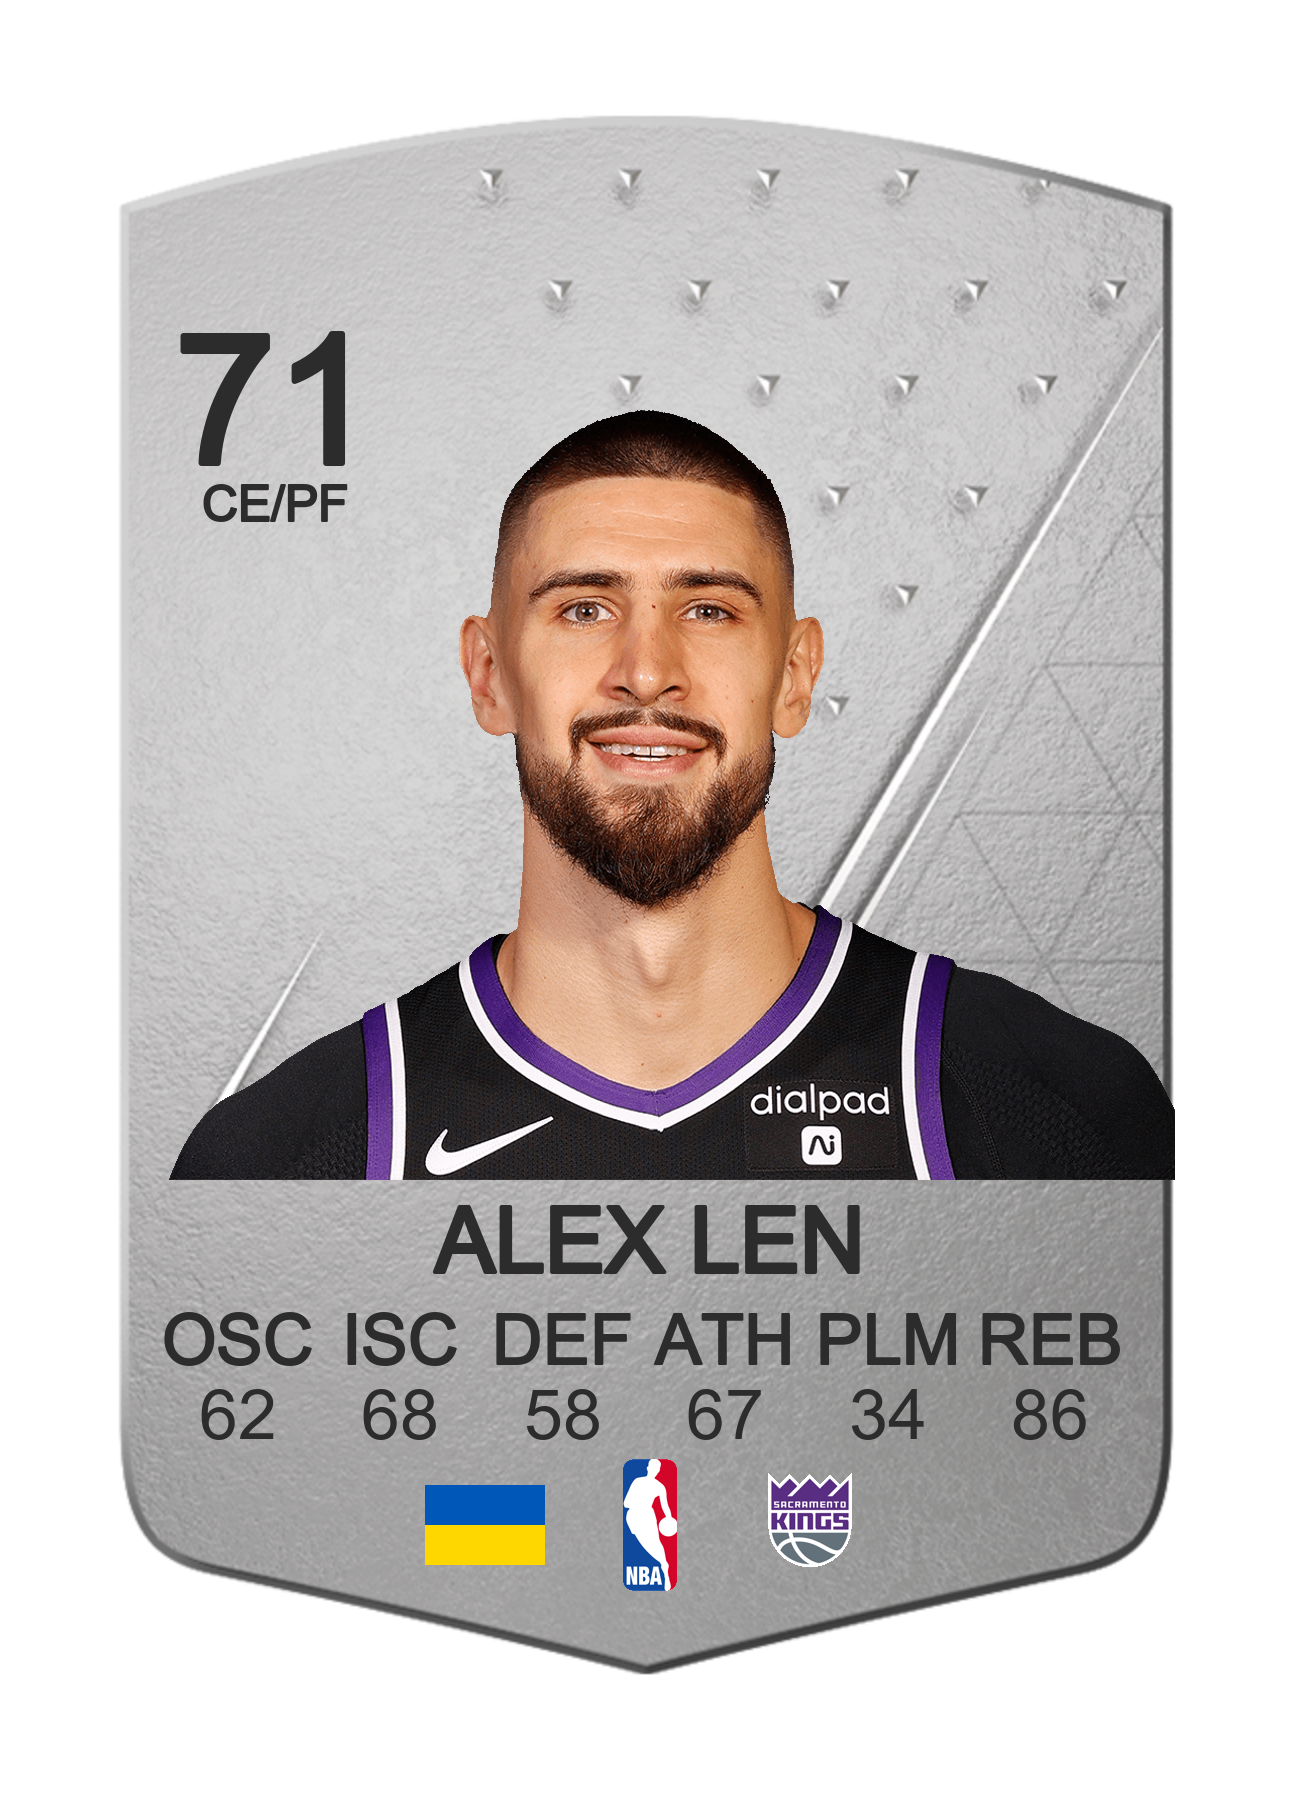 71
CE/PF
dialpad
Ai
ALEX LEN
OSC ISC DEF ATH PLM REB
62 68 58 67 34 86
NBA
SACRAMENTO
KINGS